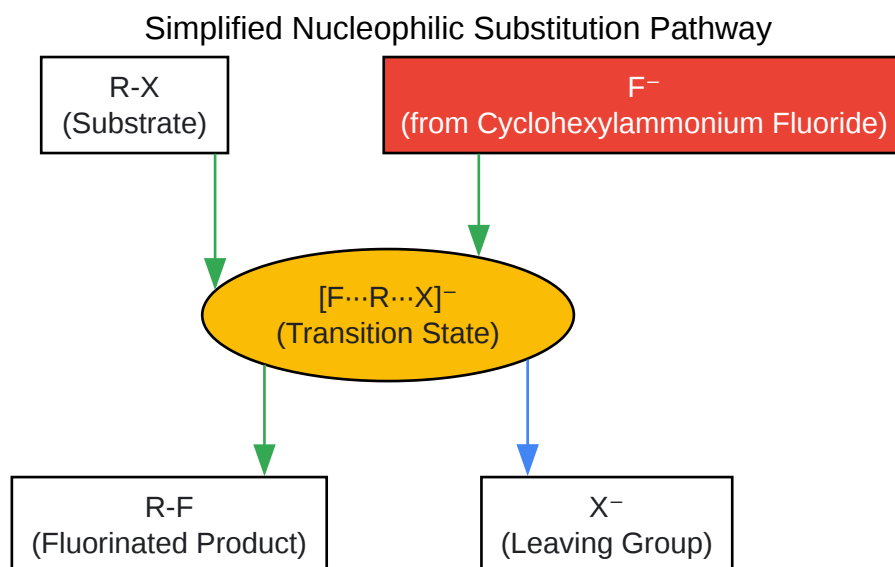 Simplified Nucleophilic Substitution Pathway
R-X
(Substrate)
F⁻
(from Cyclohexylammonium Fluoride)
[F···R···X]⁻
(Transition State)
R-F
(Fluorinated Product)
X⁻
(Leaving Group)